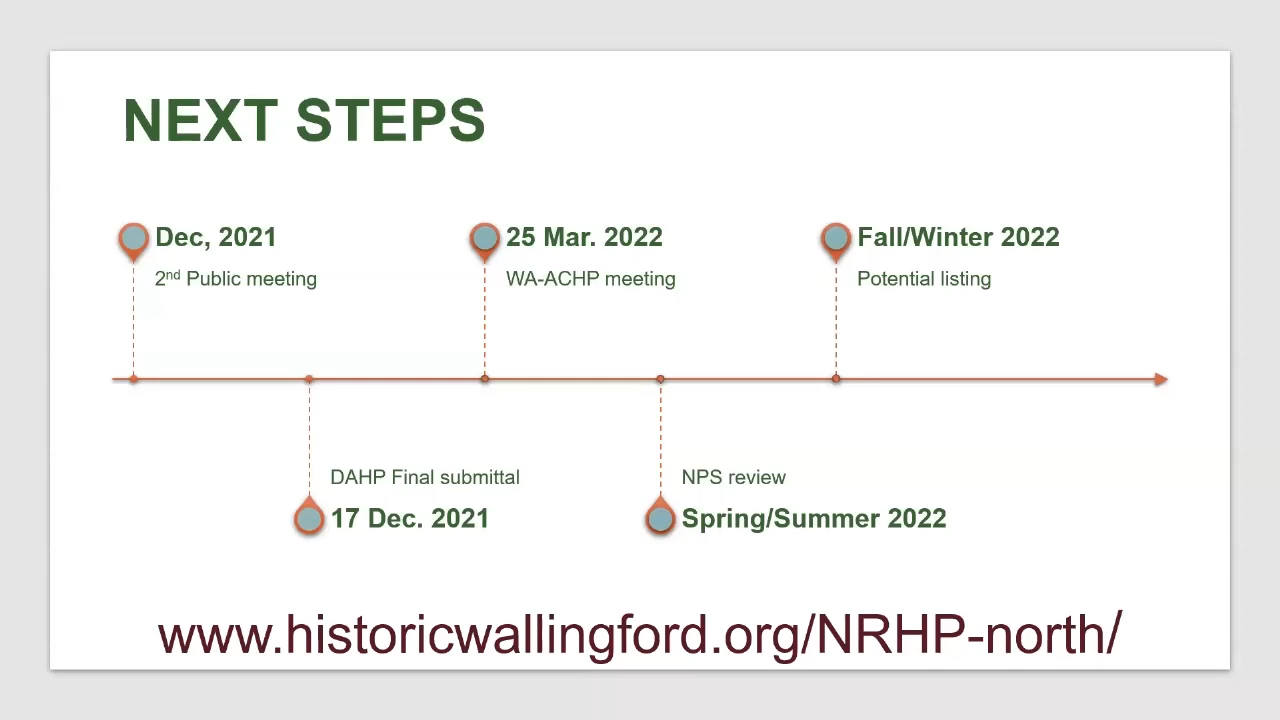 NEXT STEPS
Dec, 2021
2nd Public meeting
25 Mar. 2022
WA-ACHP meeting
Fall/Winter 2022
Potential listing
DAHP Final submittal
17 Dec. 2021
NPS review
Spring/Summer 2022
www.historicwallingford.org/NRHP-north/